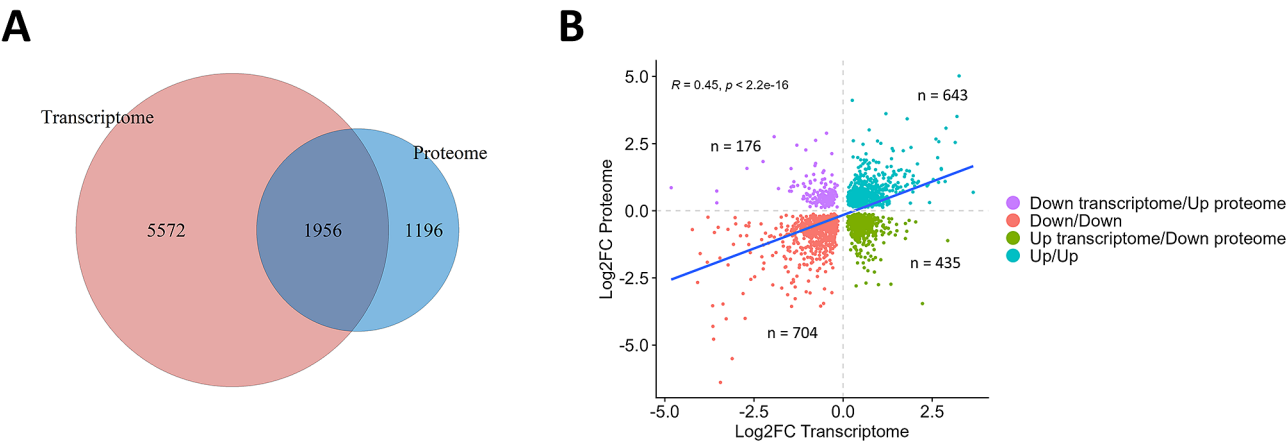 A
Transcriptome
Proteome
5572
1956
1196
B
Log2FC Proteome
5.0
2.5
0.0
-2.5
-5.0
R = 0.45, p < 2.2e-16
n = 643
n = 176
n = 435
n = 704
-5.0
-2.5
0.0
2.5
Log2FC Transcriptome
Down transcriptome/Up proteome
Down/Down
Up transcriptome/Down proteome
Up/Up